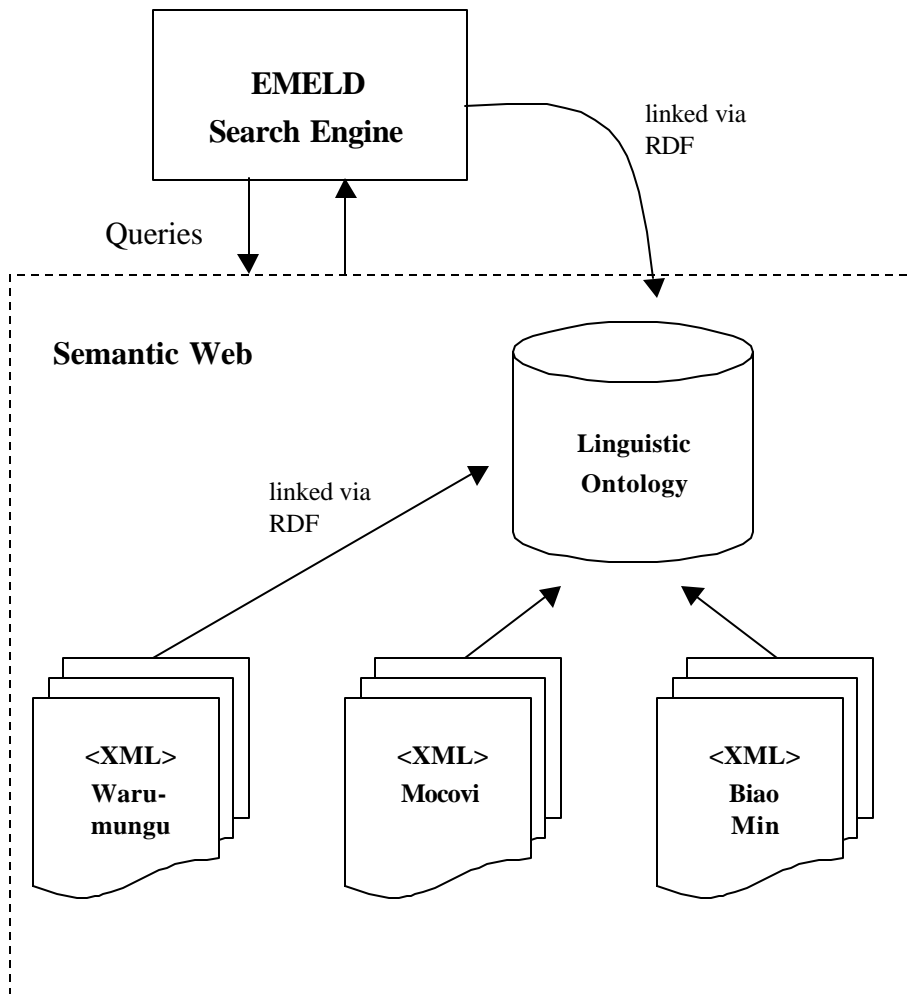 EMELD
Search Engine
linked via
RDF
Queries
Semantic Web
Linguistic
Ontology
linked via
RDF
<XML>
Waru-
mungu
<XML>
Mocovi
<XML>
Biao
Min